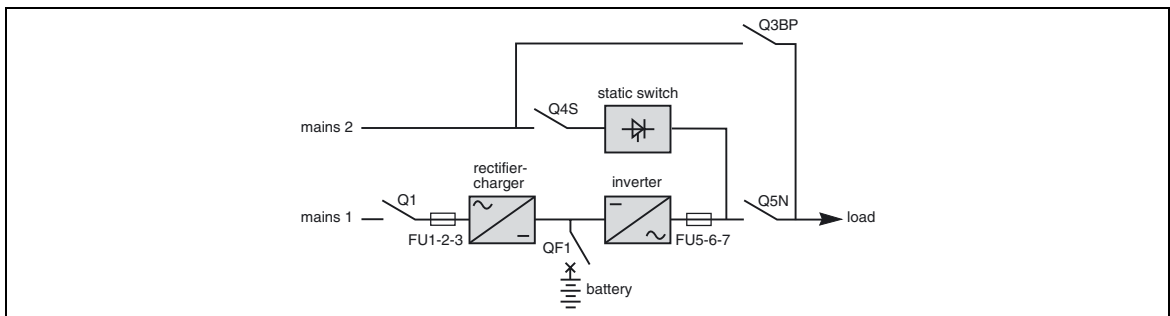 Q3BP
static switch
Q4S
mains 2
rectifier-
charger
inverter
Q1
Q5N
mains 1
load
FU1-2-3
FU5-6-7
QF1
battery